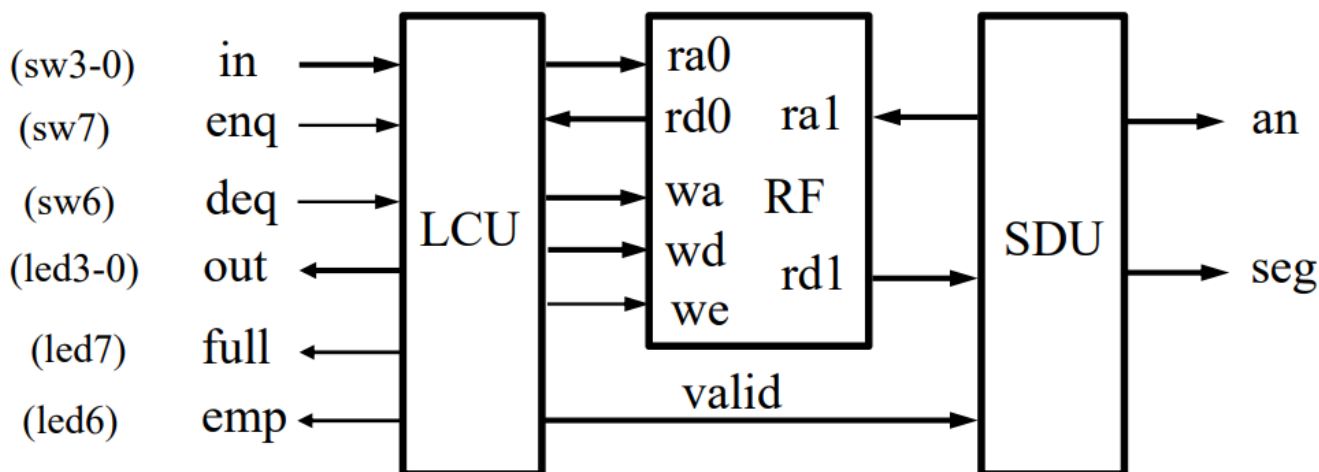 (sw3-0) in
(sw7) enq
(sw6) deq
(led3-0) out
(led7) full
(led6) emp
LCU
ra0
rd0
ra1
wa
RF
wd
rd1
we
valid
SDU
an
seg